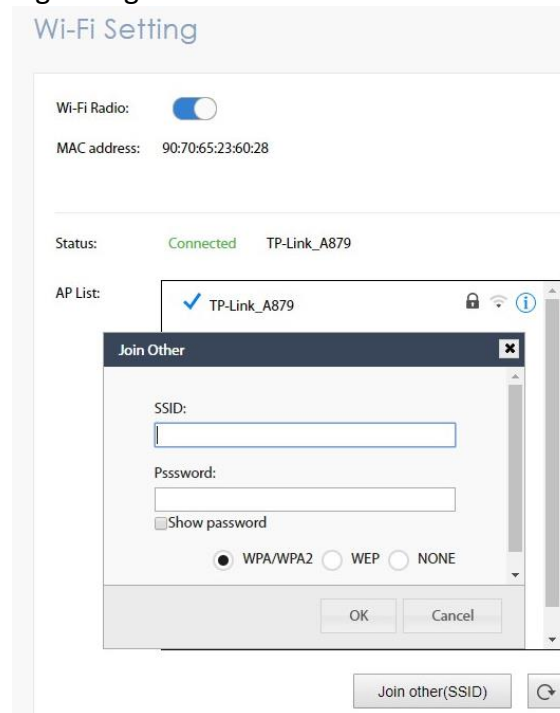 Wi-Fi Setting
Wi-Fi Radio:
MAC address: 90:70:65:23:60:28
Status: Connected TP-Link_A879
AP List:
TP-Link_A879
Join Other
SSID:
Psssword:
Show password
WPA/WPA2 WEP NONE
OK Cancel
Join other(SSID)